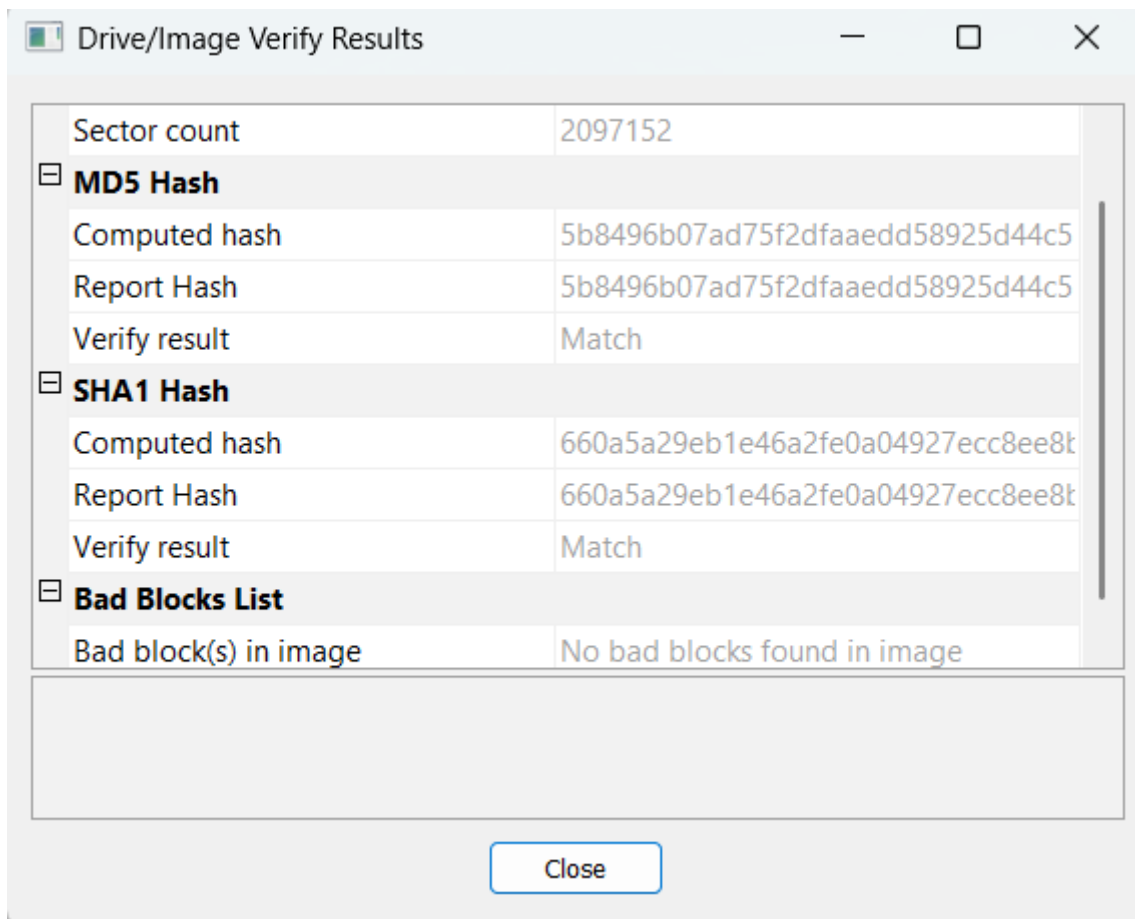 Drive/Image Verify Results
Sector count 2097152
MD5 Hash
Computed hash 5b8496b07ad75f2dfaaedd58925d44c5
Report Hash 5b8496b07ad75f2dfaaedd58925d44c5
Verify result Match
SHA1 Hash
Computed hash 660a5a29eb1e46a2fe0a04927ecc8ee8b
Report Hash 660a5a29eb1e46a2fe0a04927ecc8ee8b
Verify result Match
Bad Blocks List
Bad block(s) in image No bad blocks found in image
Close